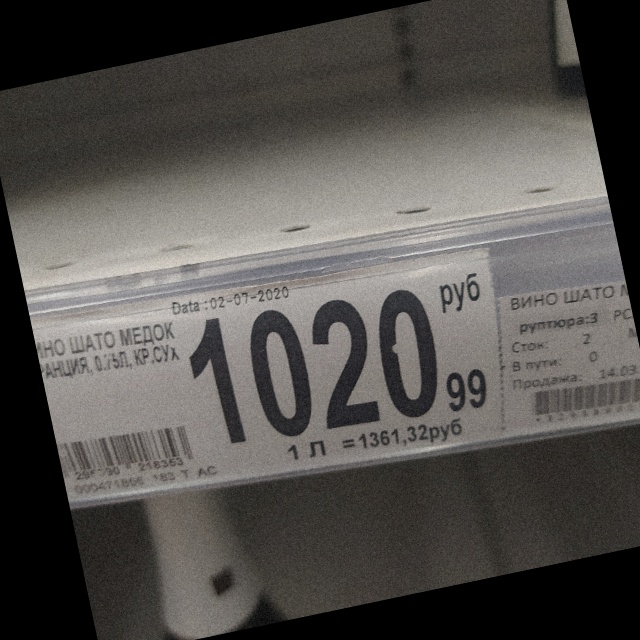 Data : 02-07-2020
НО ШАТО МЕДОК
1020 руб
99
1 Л =1361,32руб
ВИНО ШАТО
Сток: 2
В пути: 0
Продажа